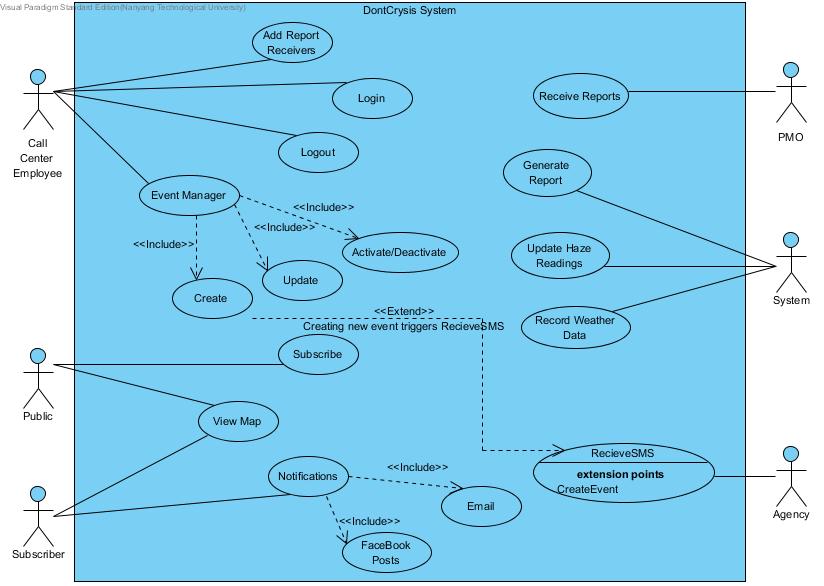 Visual Paradigm Standard Edition(Nanyang Technological University)
DontCrysis System
Add Report
Receivers
Login
Logout
Call
Center
Employee
Event Manager
<<Include>>
<<Include>>
<<Include>>
Activate/Deactivate
Update
Create
<<Extend>>
Creating new event triggers RecieveSMS
Receive Reports
PMO
Generate
Report
Update Haze
Readings
Record Weather
Data
System
Subscribe
Public
View Map
Notifications
<<Include>>
Email
<<Include>>
FaceBook
Posts
Subscriber
RecieveSMS
extension points
CreateEvent
Agency